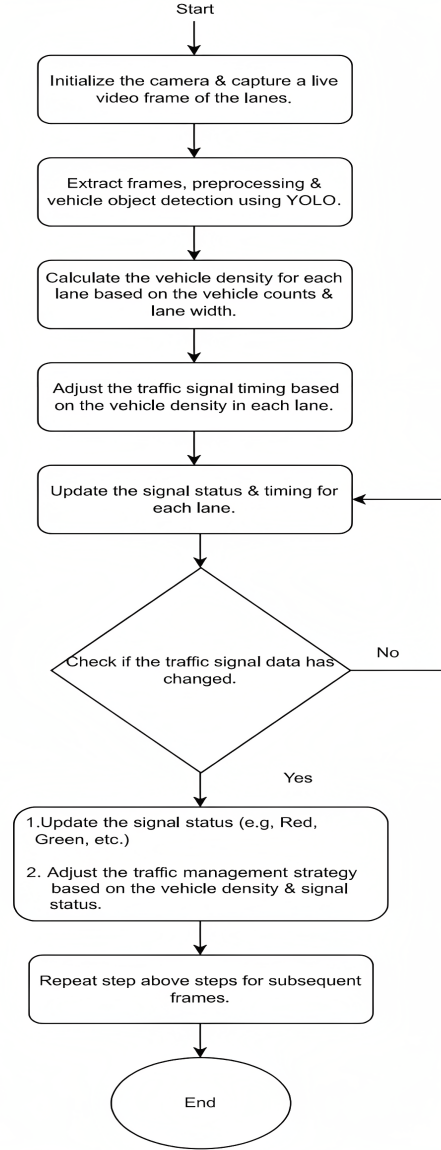 Start
Initialize the camera & capture a live
video frame of the lanes.
Extract frames, preprocessing &
vehicle object detection using YOLO.
Calculate the vehicle density for each
lane based on the vehicle counts &
lane width.
Adjust the traffic signal timing based
on the vehicle density in each lane.
Update the signal status & timing for
each lane.
Check if the traffic signal data has
changed.
No
Yes
1.Update the signal status (e.g, Red,
Green, etc.)
2. Adjust the traffic management strategy
based on the vehicle density & signal
status.
Repeat step above steps for subsequent
frames.
End